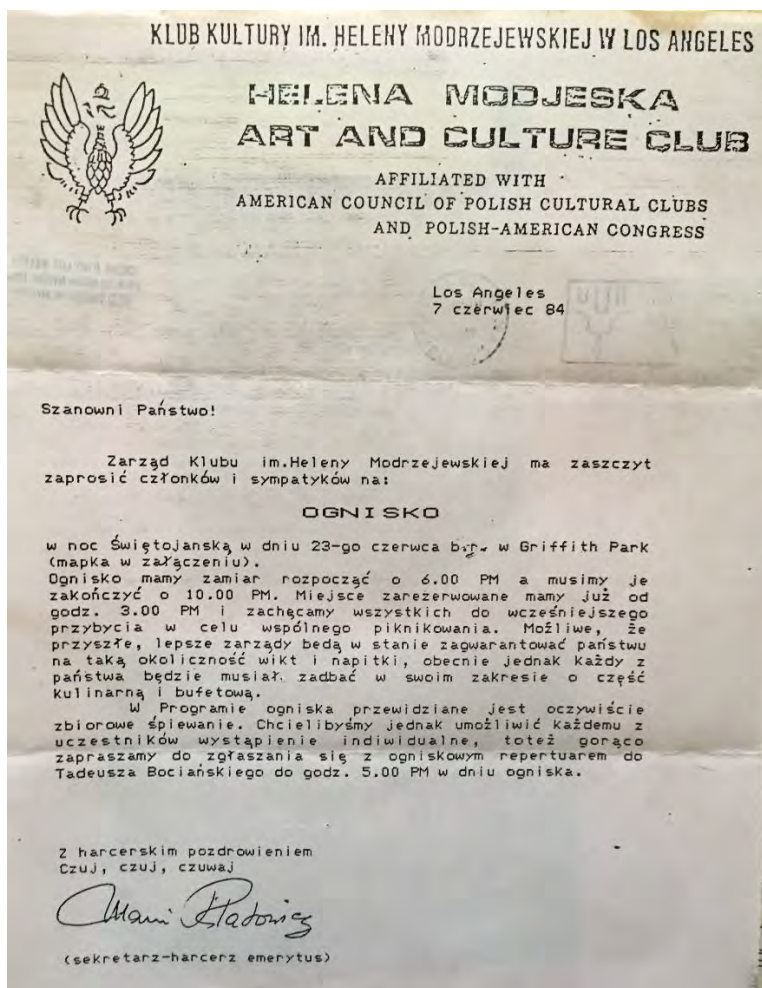 KLUB KULTURY IM. HELENY MODRZEJEWSKIEJ W LOS ANGELES
HELENA MODJESKA
ART AND CULTURE CLUB
AFFILIATED WITH
AMERICAN COUNCIL OF POLISH CULTURAL CLUBS
AND POLISH-AMERICAN CONGRESS
Los Angeles
7 czerwiec 84
Szanowni Państwo!
Zarząd Klubu im.Heleny Modrzejewskiej ma zaszczyt
zaprosić członków i sympatyków na:
OGNISKO
w noc Świętojańską w dniu 23-go czerwca b.r. w Griffith Park
(mapka w załączeniu).
Ognisko mamy zamiar rozpocząć o 6.00 PM a musimy je
zakończyć o 10.00 PM. Miejsce zarezerwowane mamy już od
godz. 3.00 PM i zachęcamy wszystkich do wcześniejszego
przybycia w celu wspólnego piknikowania. Możliwe, że
przyszłe, lepsze zarządy bedą w stanie zagwarantować państwu
na taką okoliczność wikt i napitki, obecnie jednak każdy z
państwa będzie musiał zadbać w swoim zakresie o część
kulinarną i bufetową.
W Programie ogniska przewidziane jest oczywiście
zbiorowe śpiewanie. Chcielibyśmy jednak umożliwić każdemu z
uczestników wystąpienie indiwidualne, toteż gorąco
zapraszamy do zgłaszania się z ogniskowym repertuarem do
Tadeusza Bociańskiego do godz. 5.00 PM w dniu ogniska.
Z harcerskim pozdrowieniem
Czuj, czuj, czuwaj
(sekretarz-harcerz emerytus)